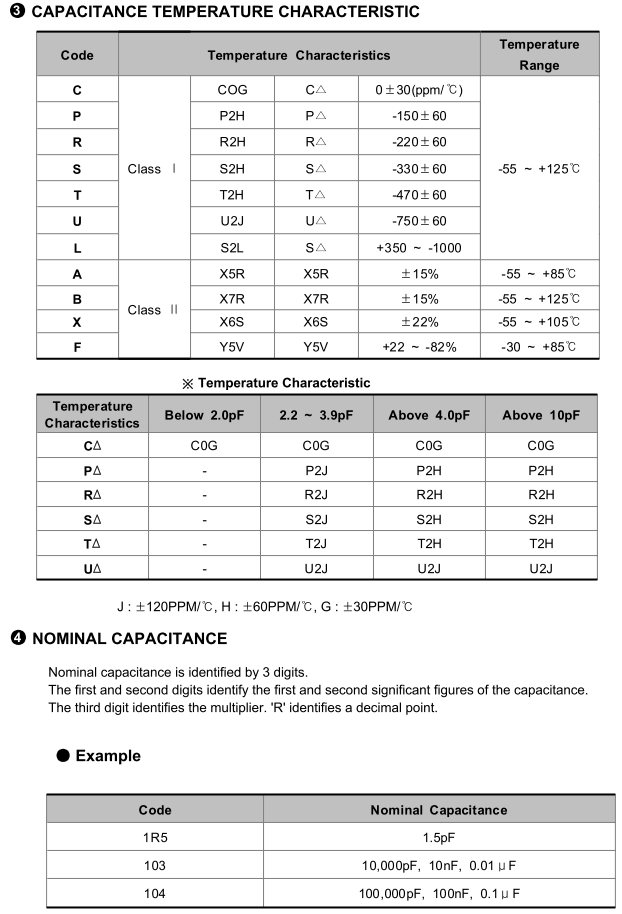 ❸ CAPACITANCE TEMPERATURE CHARACTERISTIC
Code Temperature Characteristics Temperature Range
C Class Ⅰ COG C△ 0±30(ppm/℃) -55 ~ +125℃
P P2H P△ -150±60
R R2H R△ -220±60
S S2H S△ -330±60
T T2H T△ -470±60
U U2J U△ -750±60
L S2L S△ +350 ~ -1000
A Class Ⅱ X5R X5R ±15% -55 ~ +85℃
B X7R X7R ±15% -55 ~ +125℃
X X6S X6S ±22% -55 ~ +105℃
F Y5V Y5V +22 ~ -82% -30 ~ +85℃
※ Temperature Characteristic
Temperature Characteristics Below 2.0pF 2.2 ~ 3.9pF Above 4.0pF Above 10pF
CΔ C0G C0G C0G C0G
PΔ - P2J P2H P2H
RΔ - R2J R2H R2H
SΔ - S2J S2H S2H
TΔ - T2J T2H T2H
UΔ - U2J U2J U2J
J : ±120PPM/℃, H : ±60PPM/℃, G : ±30PPM/℃
❹ NOMINAL CAPACITANCE
Nominal capacitance is identified by 3 digits.
The first and second digits identify the first and second significant figures of the capacitance.
The third digit identifies the multiplier. 'R' identifies a decimal point.
● Example
Code Nominal Capacitance
1R5 1.5pF
103 10,000pF, 10nF, 0.01μF
104 100,000pF, 100nF, 0.1μF